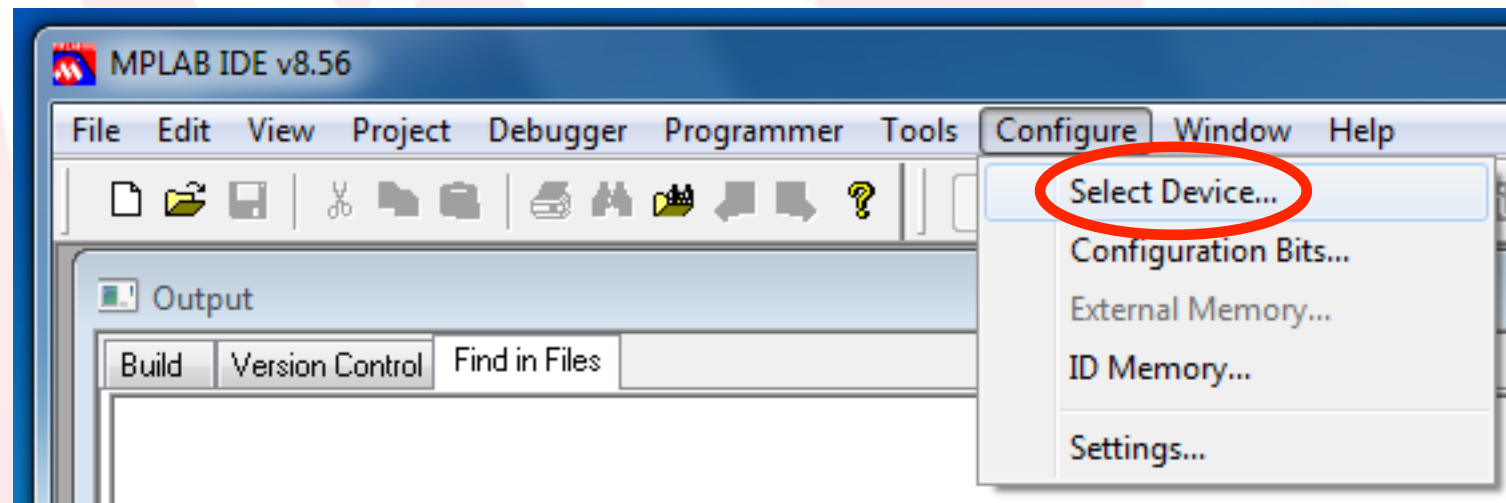 MPLAB IDE v8.56
File Edit View Project Debugger Programmer Tools Configure Window Help
Select Device...
Configuration Bits...
External Memory...
ID Memory...
Settings...
Output
Build Version Control Find in Files